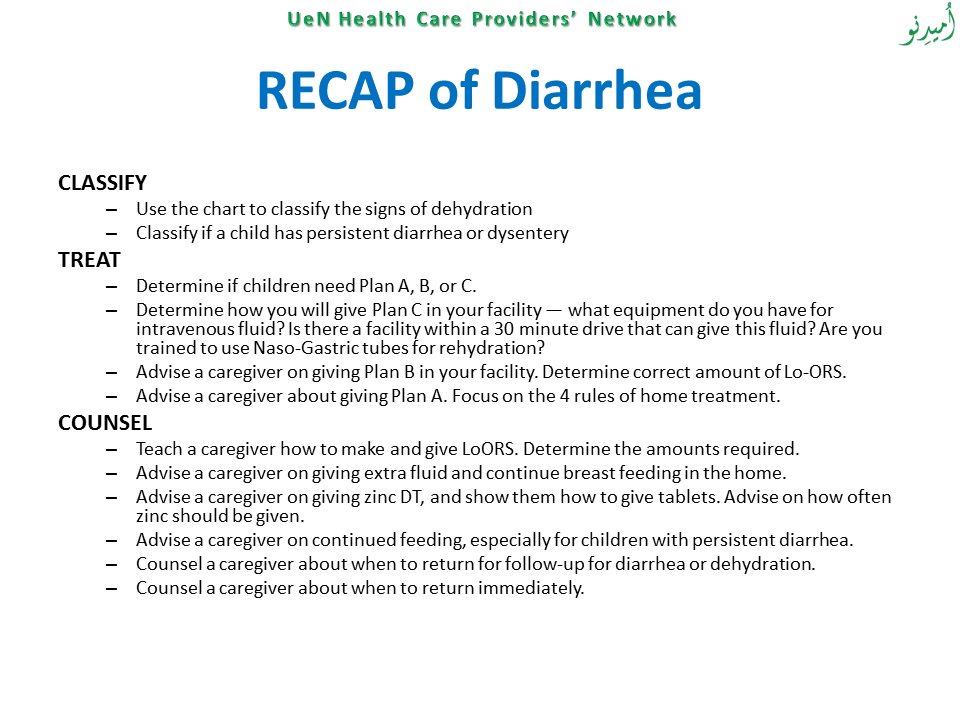 UeN Health Care Providers’ Network
اُمیدِنو
RECAP of Diarrhea
CLASSIFY
– Use the chart to classify the signs of dehydration
– Classify if a child has persistent diarrhea or dysentery
TREAT
– Determine if children need Plan A, B, or C.
– Determine how you will give Plan C in your facility — what equipment do you have for
intravenous fluid? Is there a facility within a 30 minute drive that can give this fluid? Are you
trained to use Naso-Gastric tubes for rehydration?
– Advise a caregiver on giving Plan B in your facility. Determine correct amount of Lo-ORS.
– Advise a caregiver about giving Plan A. Focus on the 4 rules of home treatment.
COUNSEL
– Teach a caregiver how to make and give LoORS. Determine the amounts required.
– Advise a caregiver on giving extra fluid and continue breast feeding in the home.
– Advise a caregiver on giving zinc DT, and show them how to give tablets. Advise on how often
zinc should be given.
– Advise a caregiver on continued feeding, especially for children with persistent diarrhea.
– Counsel a caregiver about when to return for follow-up for diarrhea or dehydration.
– Counsel a caregiver about when to return immediately.